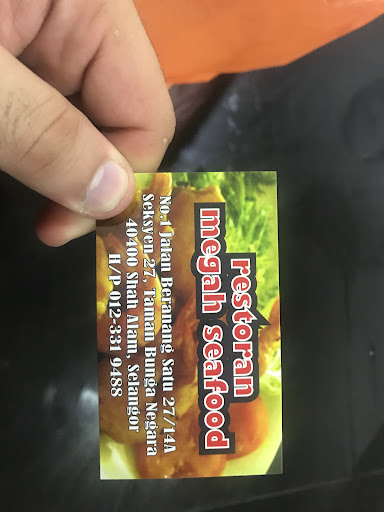 restoran
megah seafood
No.1 Jalan Beranang Satu 27/14A
Seksyen 27, Taman Bunga Negara
40400 Shah Alam, Selangor
H/P 012-331 9488